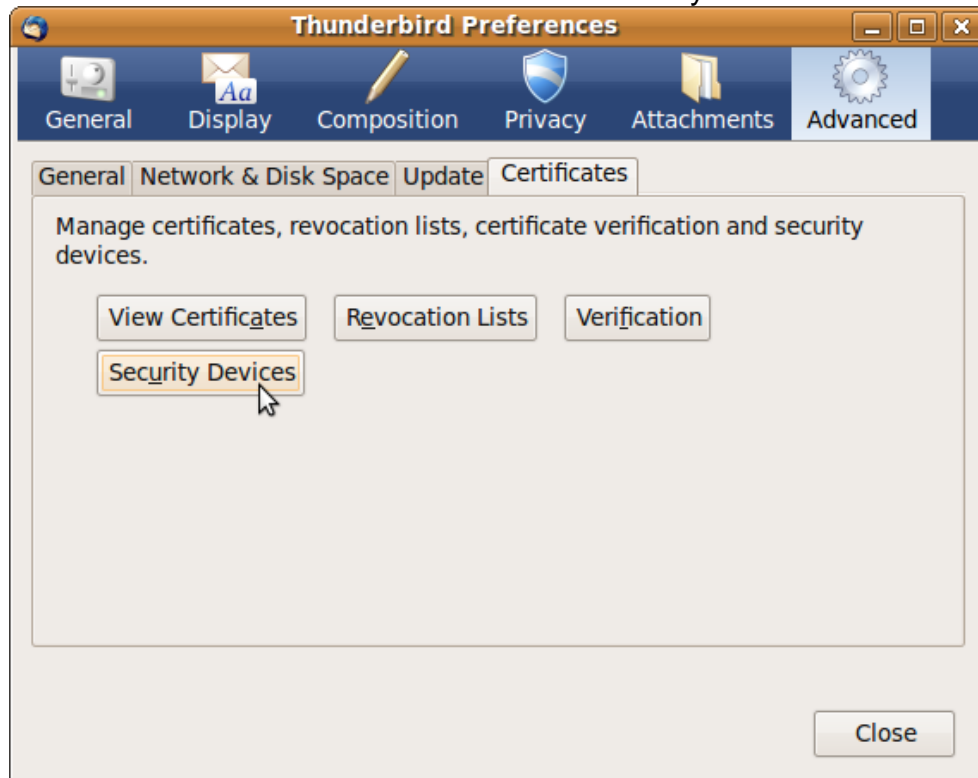 Thunderbird Preferences
Aa
General Display Composition Privacy Attachments Advanced
General Network & Disk Space Update Certificates
Manage certificates, revocation lists, certificate verification and security
devices.
View Certificates Revocation Lists Verification
Security Devices
Close